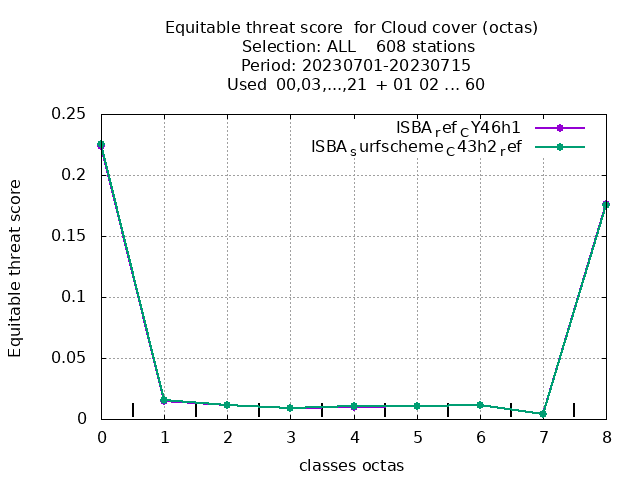 Equitable threat score  for Cloud cover (octas)
Selection: ALL    608 stations
Period: 20230701-20230715
Used  00,03,...,21  + 01 02 ... 60
ISBA_ref_CY46h1
ISBA_surfscheme_C43h2_ref
Equitable threat score
0.25
0.2
0.15
0.1
0.05
0
0 1 2 3 4 5 6 7 8
classes octas